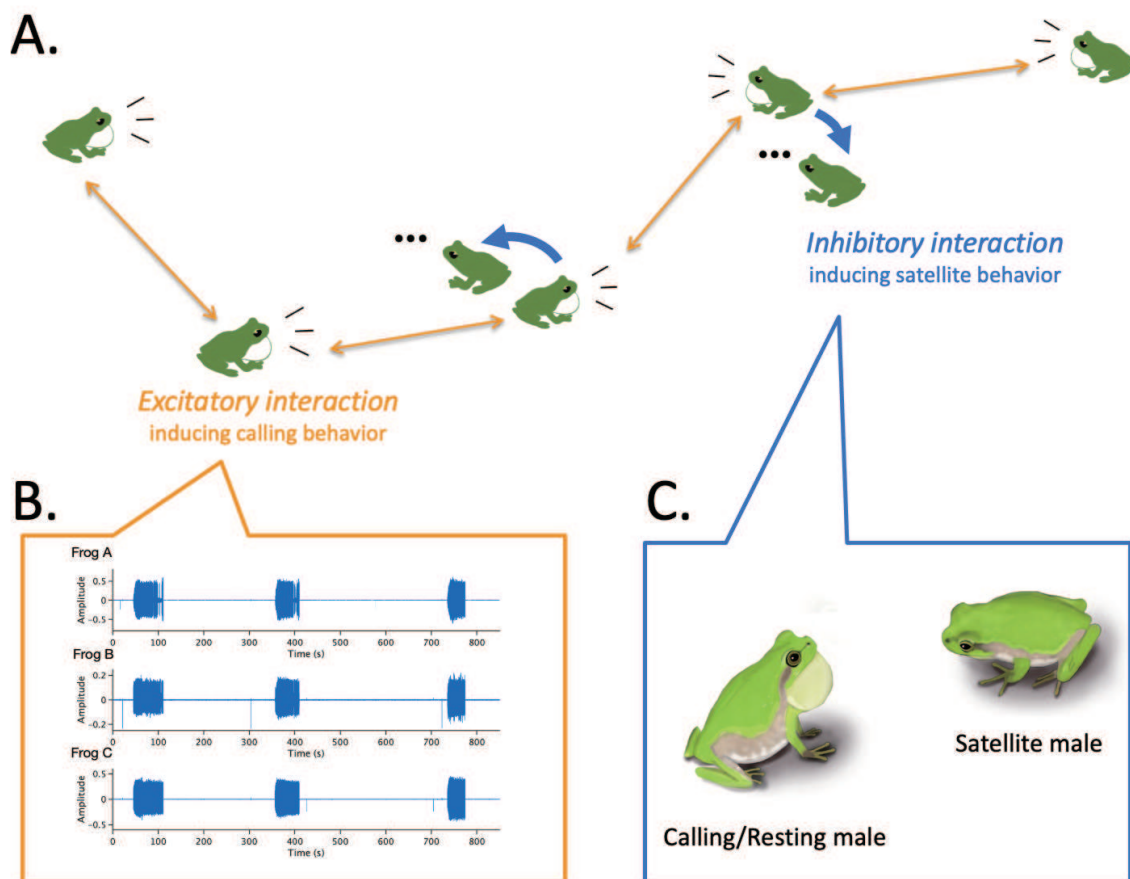 A.
•••
•••
Inhibitory interaction
inducing satellite behavior
Excitatory interaction
inducing calling behavior
B.
Frog A
Amplitude
0.5
0
-0.5
0 100 200 300 400 500 600 700 800
Time (s)
Frog B
Amplitude
0.2
0
-0.2
0 100 200 300 400 500 600 700 800
Time (s)
Frog C
Amplitude
0.5
0
-0.5
0 100 200 300 400 500 600 700 800
Time (s)
C.
Satellite male
Calling/Resting male